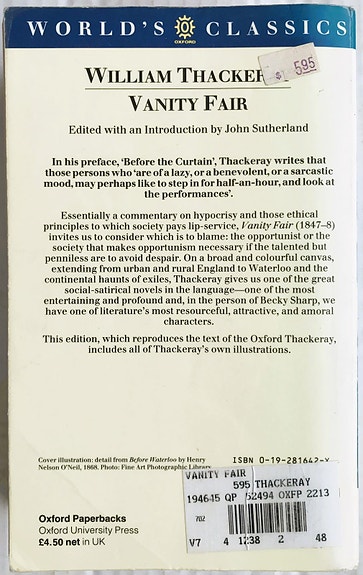 WORLD'S CLASSICS
OXFORD
$ 595
WILLIAM THACKER
VANITY FAIR
Edited with an Introduction by John Sutherland
In his preface, 'Before the Curtain', Thackeray writes that
those persons who 'are of a lazy, or a benevolent, or a sarcastic
mood, may perhaps like to step in for half-an-hour, and look at
the performances'.
Essentially a commentary on hypocrisy and those ethical
principles to which society pays lip-service, Vanity Fair (1847–8)
invites us to consider which is to blame: the opportunist or the
society that makes opportunism necessary if the talented but
penniless are to avoid despair. On a broad and colourful canvas,
extending from urban and rural England to Waterloo and the
continental haunts of exiles, Thackeray gives us one of the great
social-satirical novels in the language—one of the most
entertaining and profound and, in the person of Becky Sharp, we
have one of literature's most resourceful, attractive, and amoral
characters.
This edition, which reproduces the text of the Oxford Thackeray,
includes all of Thackeray's own illustrations.
Cover illustration: detail from Before Waterloo by Henry
Nelson O'Neil, 1868. Photo: Fine Art Photographic Library
ISBN 0-19-281642-X
VANITY FAIR
595 THACKERAY
194645 QP 52494 OXFP 2213
702
V7 4 1238 2 48
Oxford Paperbacks
Oxford University Press
£4.50 net in UK